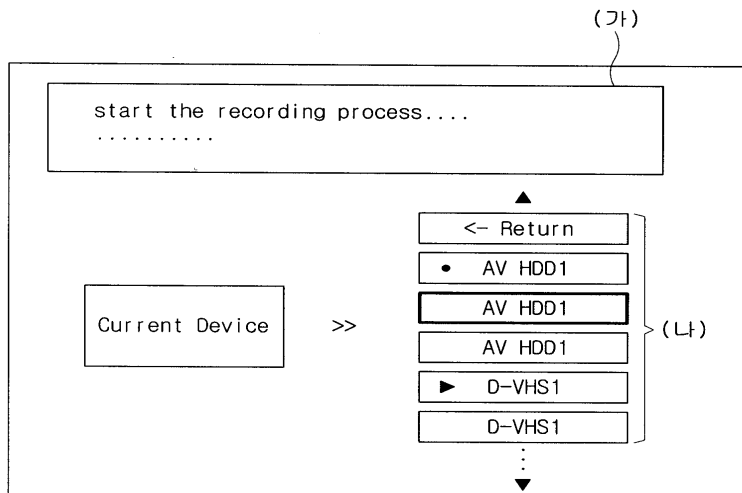 (가)
start the recording process....
..........
▲
<- Return
● AV HDD1
AV HDD1
Current Device >> AV HDD1 (나)
▶ D-VHS1
D-VHS1
⋮
▼